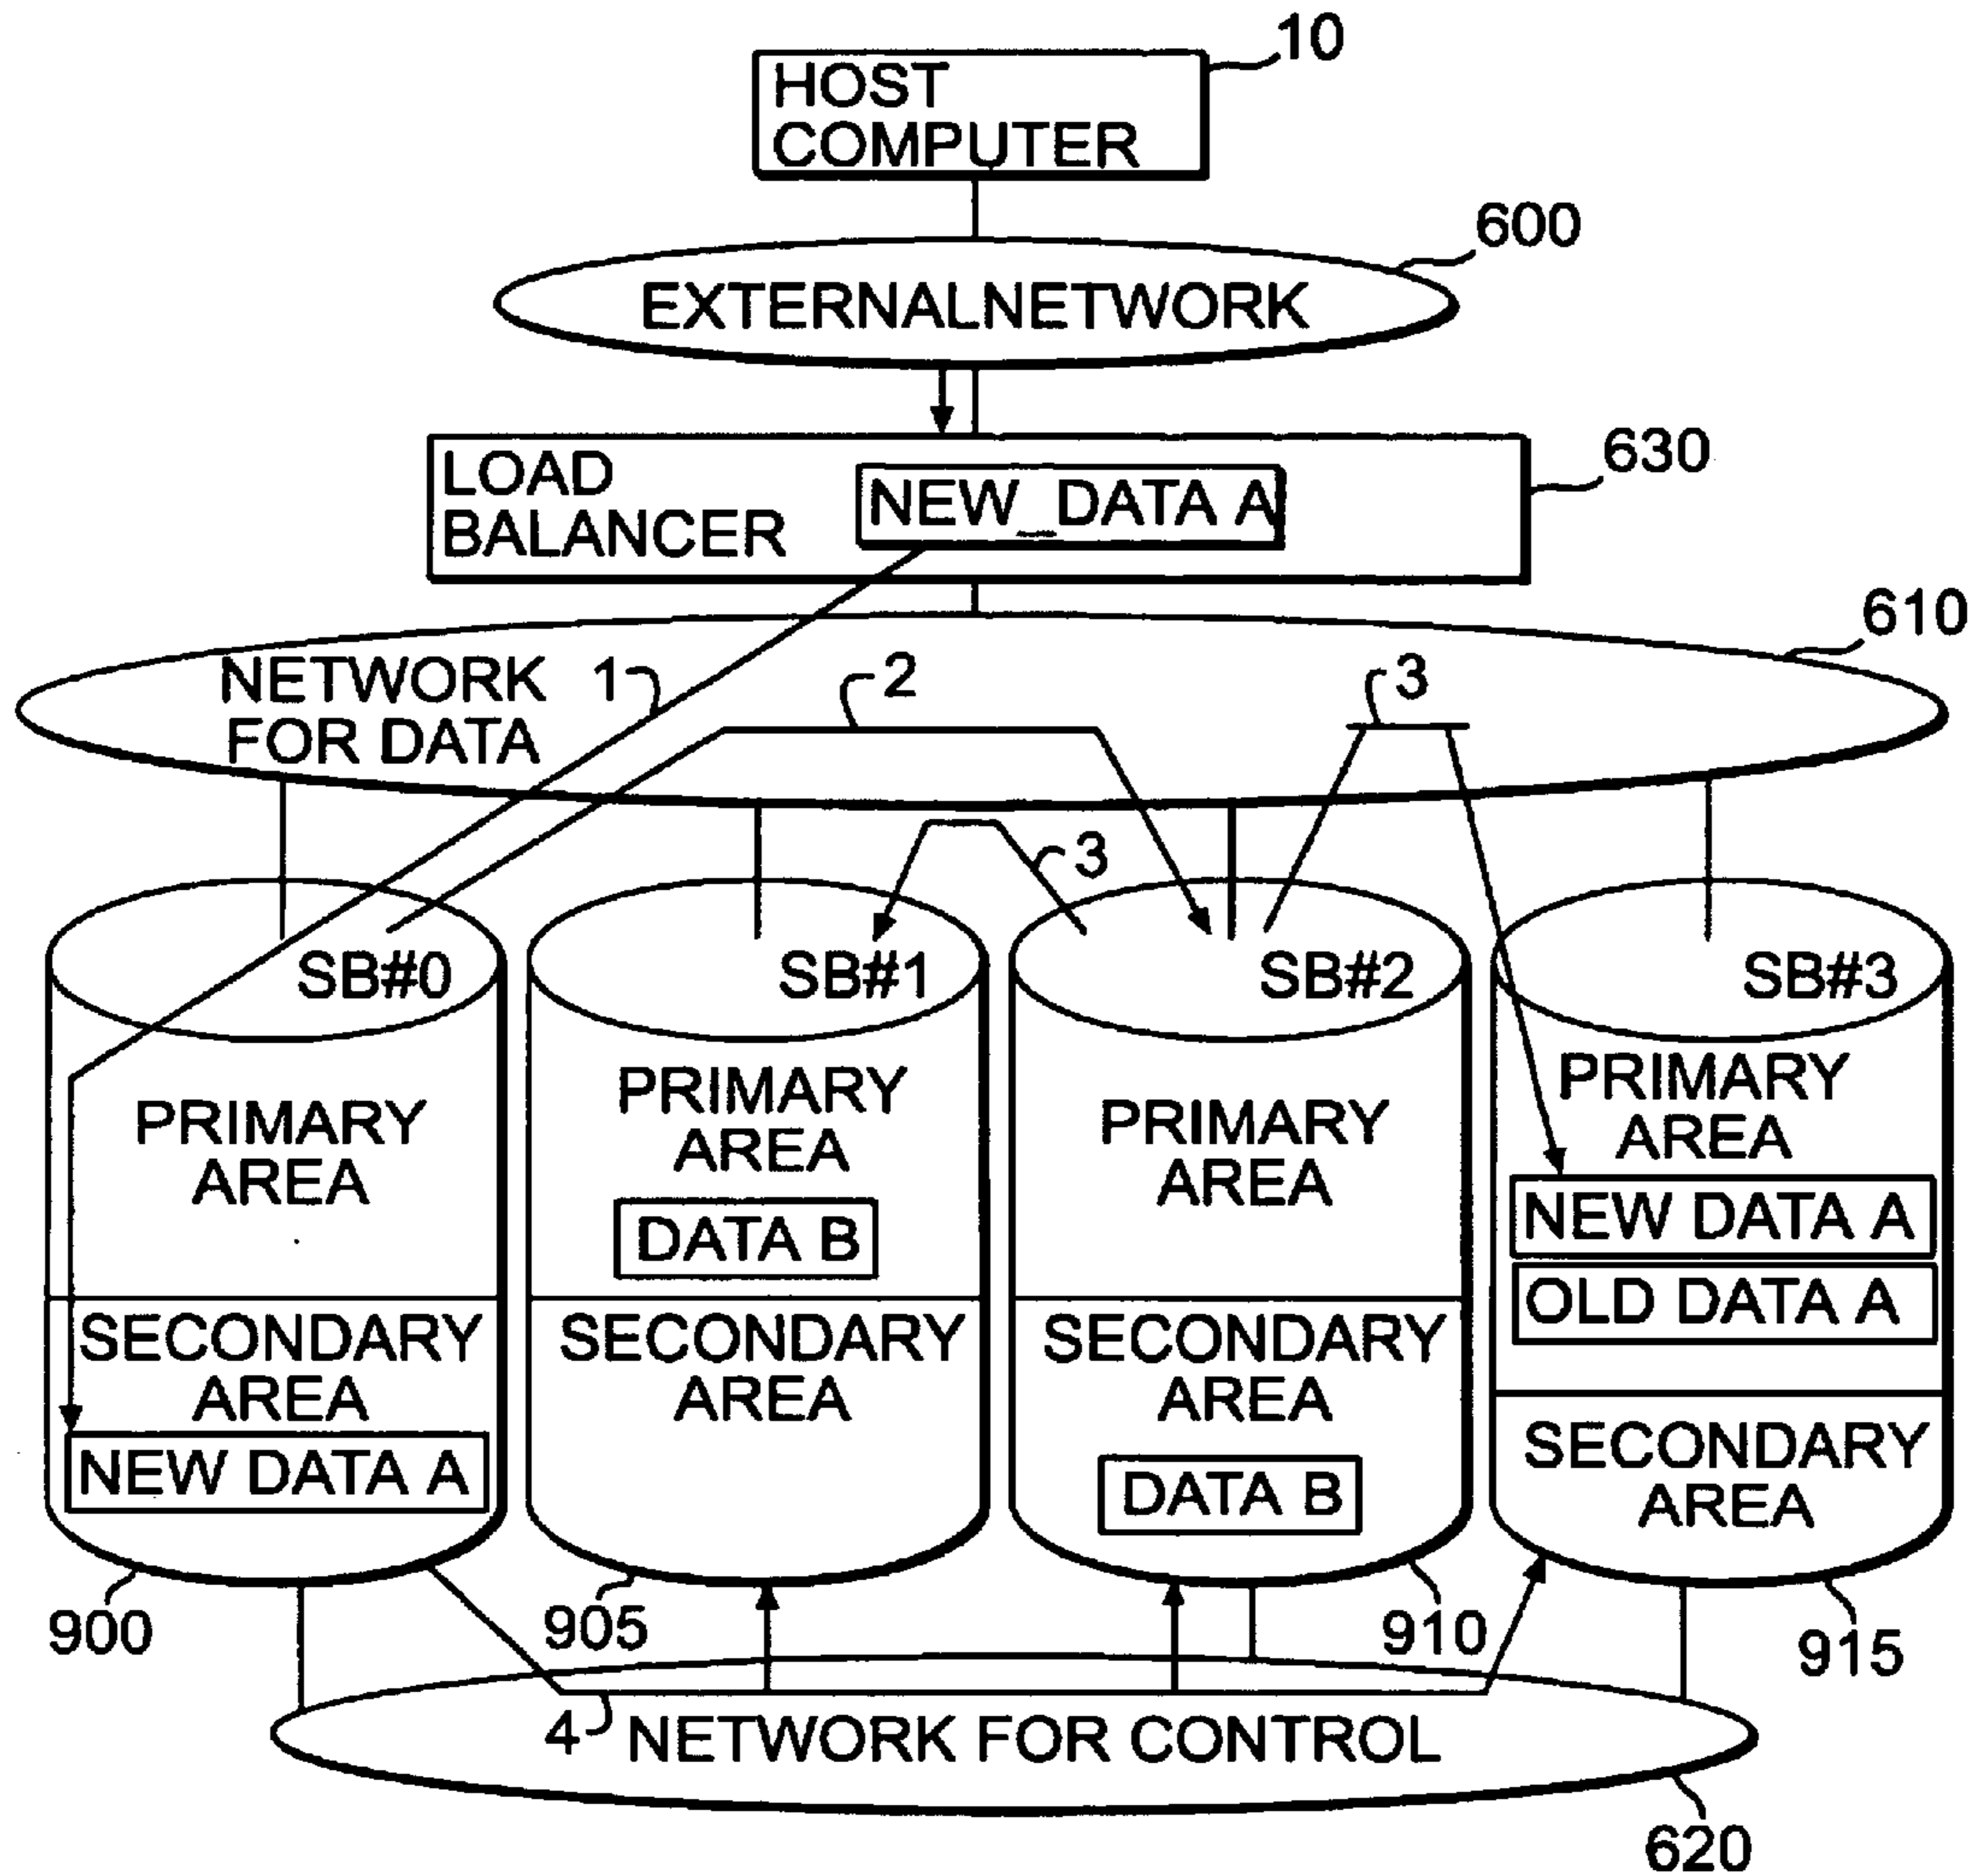 10
HOST
COMPUTER
600
EXTERNALNETWORK
630
LOAD
BALANCER
NEW_DATA A
610
NETWORK
FOR DATA
1
2
3
3
SB#0
SB#1
SB#2
SB#3
PRIMARY
AREA
PRIMARY
AREA
DATA B
PRIMARY
AREA
PRIMARY
AREA
NEW DATA A
OLD DATA A
SECONDARY
AREA
NEW DATA A
SECONDARY
AREA
SECONDARY
AREA
DATA B
SECONDARY
AREA
900
905
910
915
4
NETWORK FOR CONTROL
620